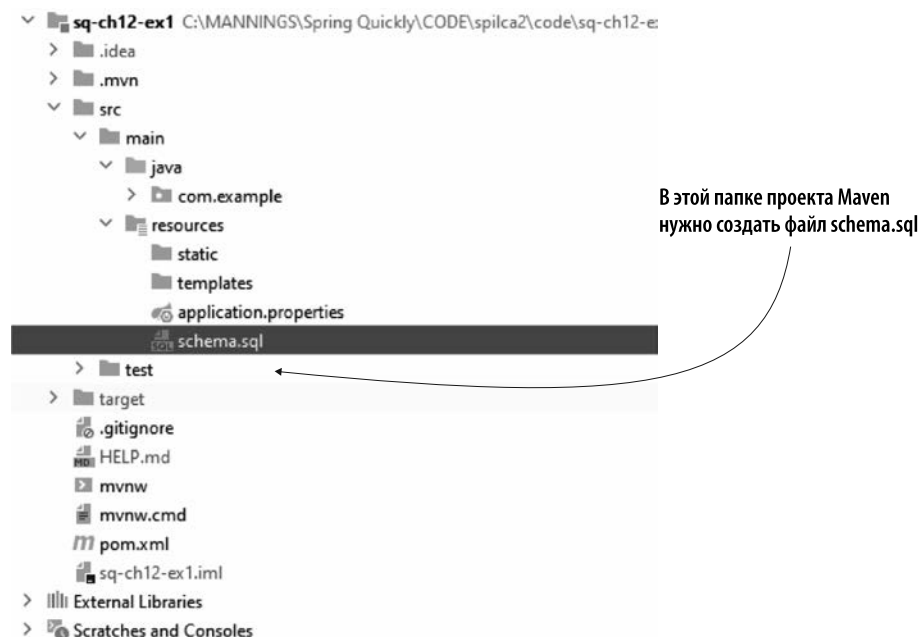 sq-ch12-ex1 C:\MANNINGS\Spring Quickly\CODE\spilca2\code\sq-ch12-e
.idea
.mvn
src
main
java
com.example
resources
static
templates
application.properties
schema.sql
test
target
.gitignore
HELP.md
mvnw
mvnw.cmd
pom.xml
sq-ch12-ex1.iml
External Libraries
Scratches and Consoles
В этой папке проекта Maven
нужно создать файл schema.sql